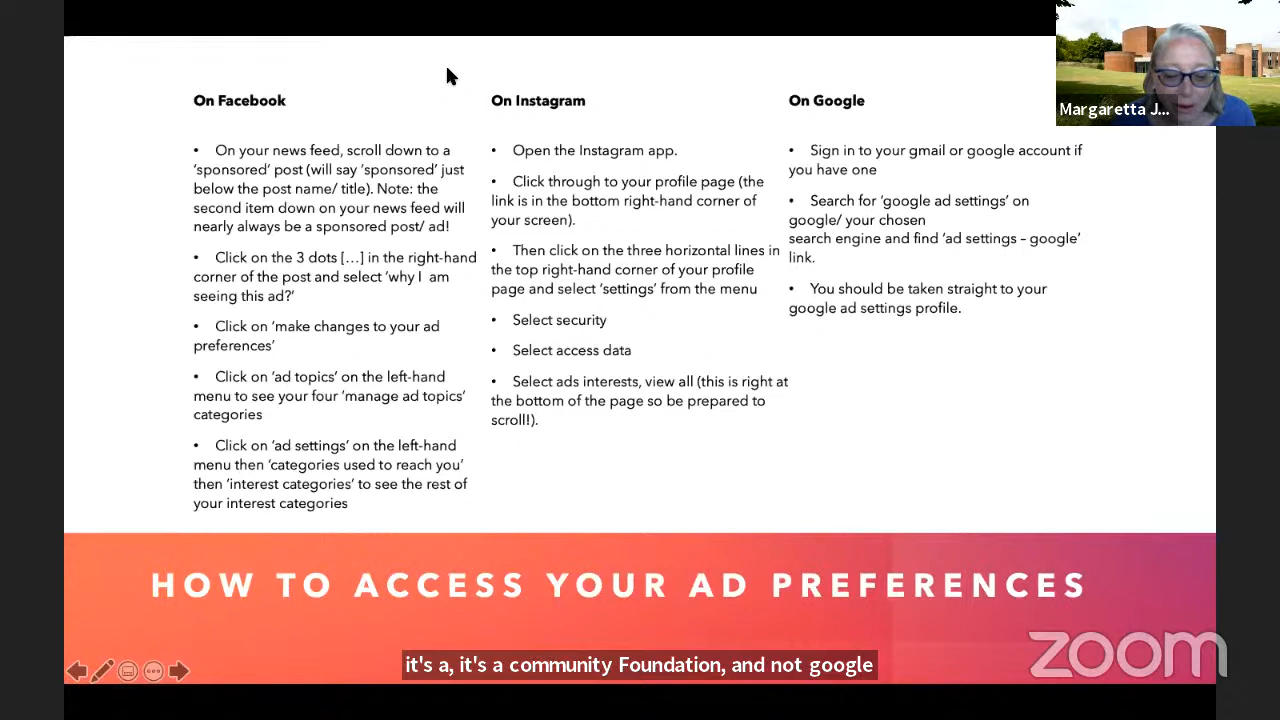 On Facebook
• On your news feed, scroll down to a
‘sponsored’ post (will say ‘sponsored’ just
below the post name/ title). Note: the
second item down on your news feed will
nearly always be a sponsored post/ ad!
• Click on the 3 dots […] in the right-hand
corner of the post and select ‘why I am
seeing this ad?’
• Click on ‘make changes to your ad
preferences’
• Click on ‘ad topics’ on the left-hand
menu to see your four ‘manage ad topics’
categories
• Click on ‘ad settings’ on the left-hand
menu then ‘categories used to reach you’
then ‘interest categories’ to see the rest of
your interest categories
On Instagram
• Open the Instagram app.
• Click through to your profile page (the
link is in the bottom right-hand corner of
your screen).
• Then click on the three horizontal lines in
the top right-hand corner of your profile
page and select ‘settings’ from the menu
• Select security
• Select access data
• Select ads interests, view all (this is right at
the bottom of the page so be prepared to
scroll!).
On Google
• Sign in to your gmail or google account if
you have one
• Search for ‘google ad settings’ on
google/ your chosen
search engine and find ‘ad settings – google’
link.
• You should be taken straight to your
google ad settings profile.
Margaretta J...
HOW TO ACCESS YOUR AD PREFERENCES
it's a, it's a community Foundation, and not google
zoom